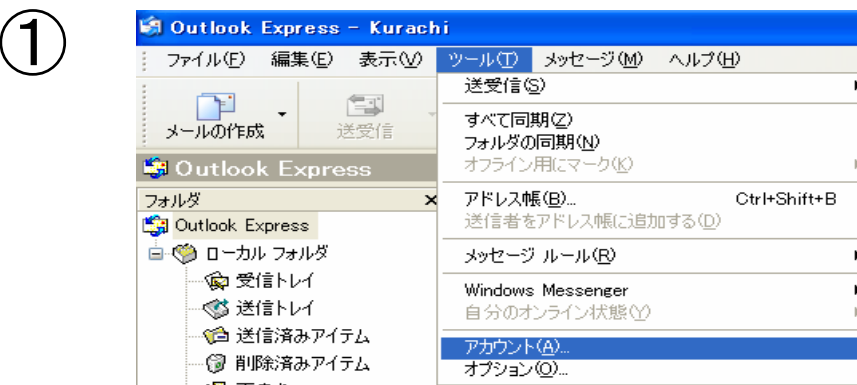 ①
Outlook Express - Kurachi
ファイル(F) 編集(E) 表示(V) ツール(T) メッセージ(M) ヘルプ(H)
メールの作成 送受信
Outlook Express
フォルダ ×
Outlook Express
ローカル フォルダ
受信トレイ
送信トレイ
送信済みアイテム
削除済みアイテム
送受信(S)
すべて同期(Z)
フォルダの同期(N)
オフライン用にマーク(K)
アドレス帳(B)... Ctrl+Shift+B
送信者をアドレス帳に追加する(D)
メッセージ ルール(R)
Windows Messenger
自分のオンライン状態(Y)
アカウント(A)...
オプション(O)...